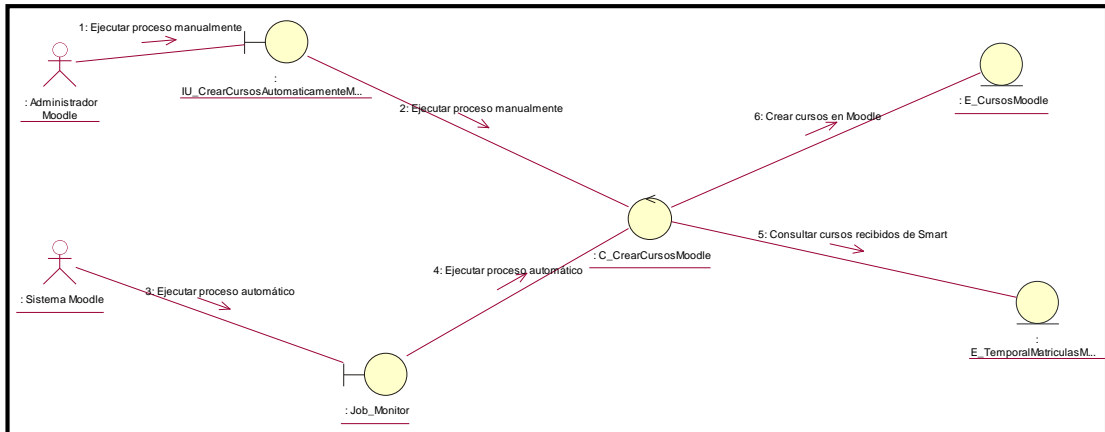 1: Ejecutar proceso manualmente
: Administrador
Moodle
:
IU_CrearCursosAutomaticamenteM...
2: Ejecutar proceso manualmente
6: Crear cursos en Moodle
: E_CursosMoodle
: C_CrearCursosMoodle
5: Consultar cursos recibidos de Smart
4: Ejecutar proceso automático
: Sistema Moodle
3: Ejecutar proceso automático
: Job_Monitor
:
E_TemporalMatriculasM...